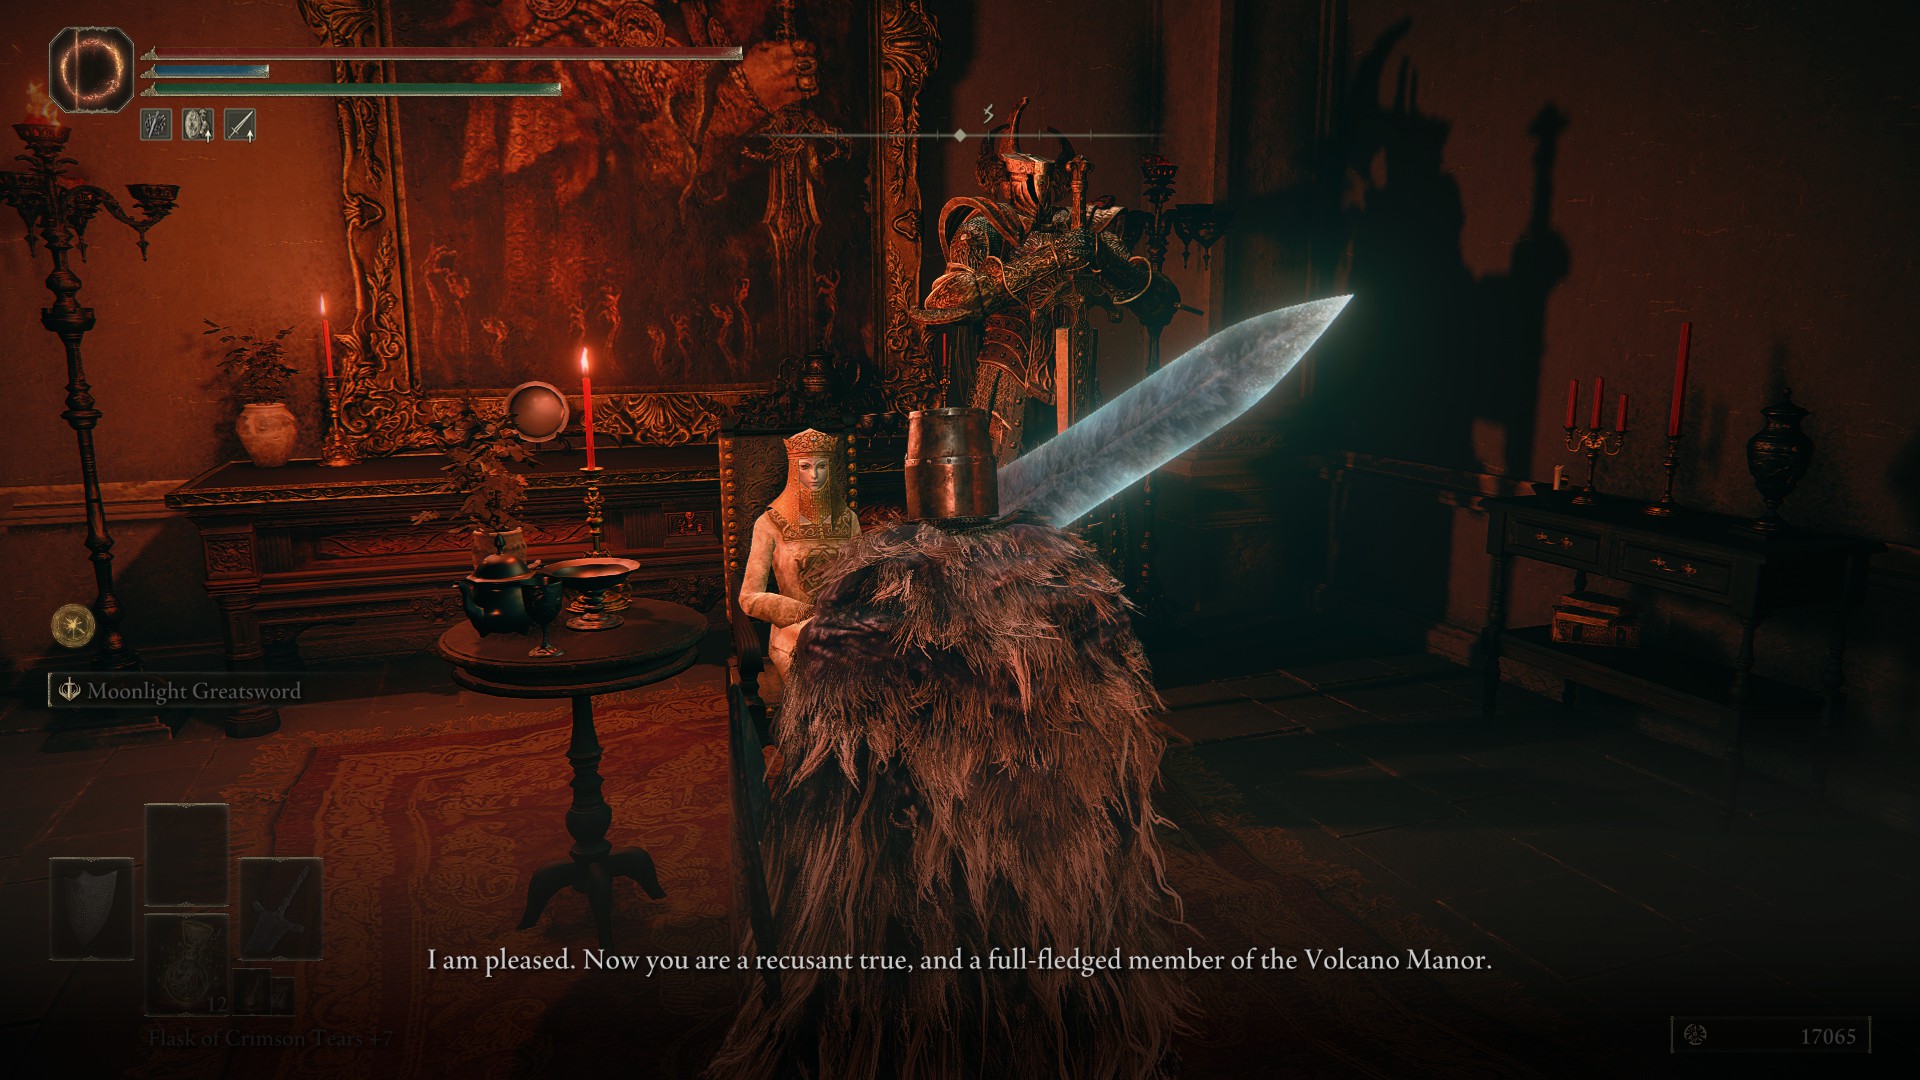 Moonlight Greatsword
I am pleased. Now you are a recusant true, and a full-fledged member of the Volcano Manor.
12
Flask of Crimson Tears +7
17065